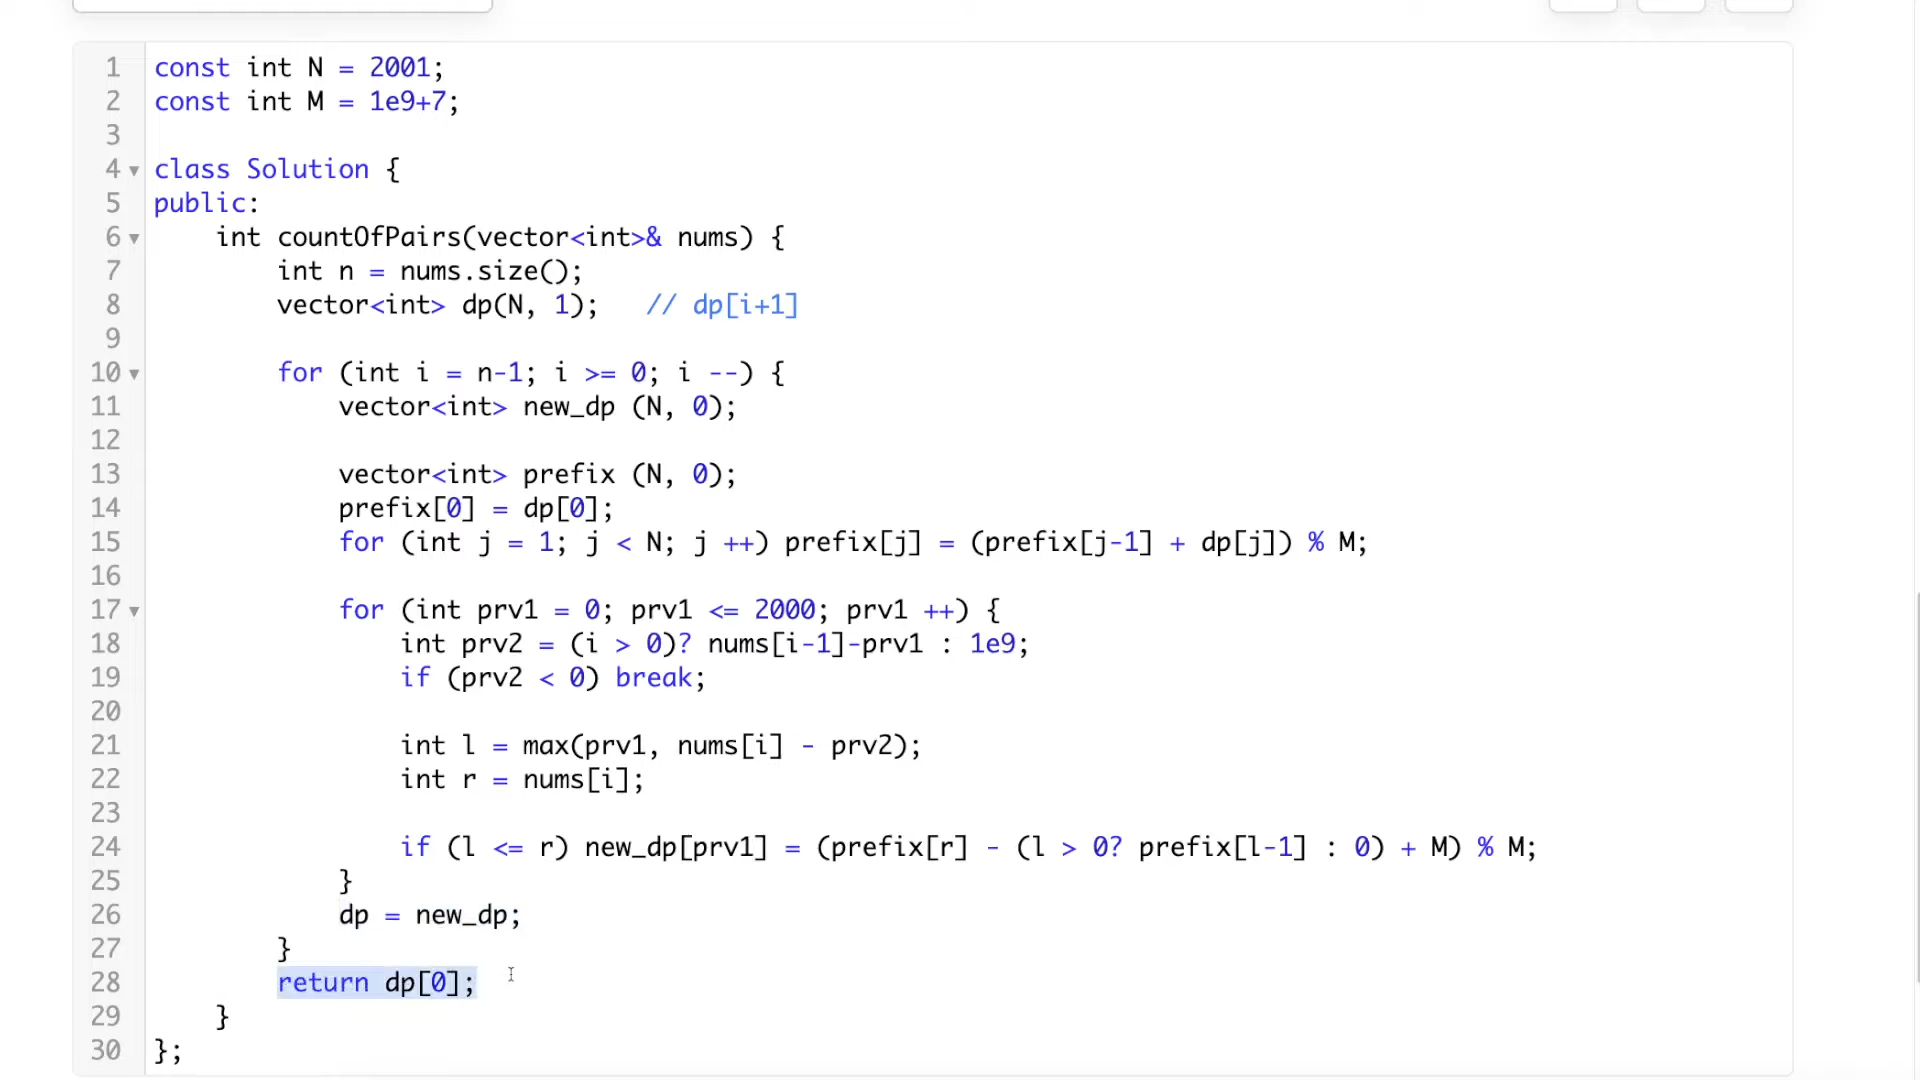 1 const int N = 2001;
2 const int M = 1e9+7;
3
4 class Solution {
5 public:
6     int countOfPairs(vector<int>& nums) {
7         int n = nums.size();
8         vector<int> dp(N, 1);   // dp[i+1]
9
10         for (int i = n-1; i >= 0; i --) {
11             vector<int> new_dp (N, 0);
12
13             vector<int> prefix (N, 0);
14             prefix[0] = dp[0];
15             for (int j = 1; j < N; j ++) prefix[j] = (prefix[j-1] + dp[j]) % M;
16
17             for (int prv1 = 0; prv1 <= 2000; prv1 ++) {
18                 int prv2 = (i > 0)? nums[i-1]-prv1 : 1e9;
19                 if (prv2 < 0) break;
20
21                 int l = max(prv1, nums[i] - prv2);
22                 int r = nums[i];
23
24                 if (l <= r) new_dp[prv1] = (prefix[r] - (l > 0? prefix[l-1] : 0) + M) % M;
25             }
26             dp = new_dp;
27         }
28         return dp[0];
29     }
30 };